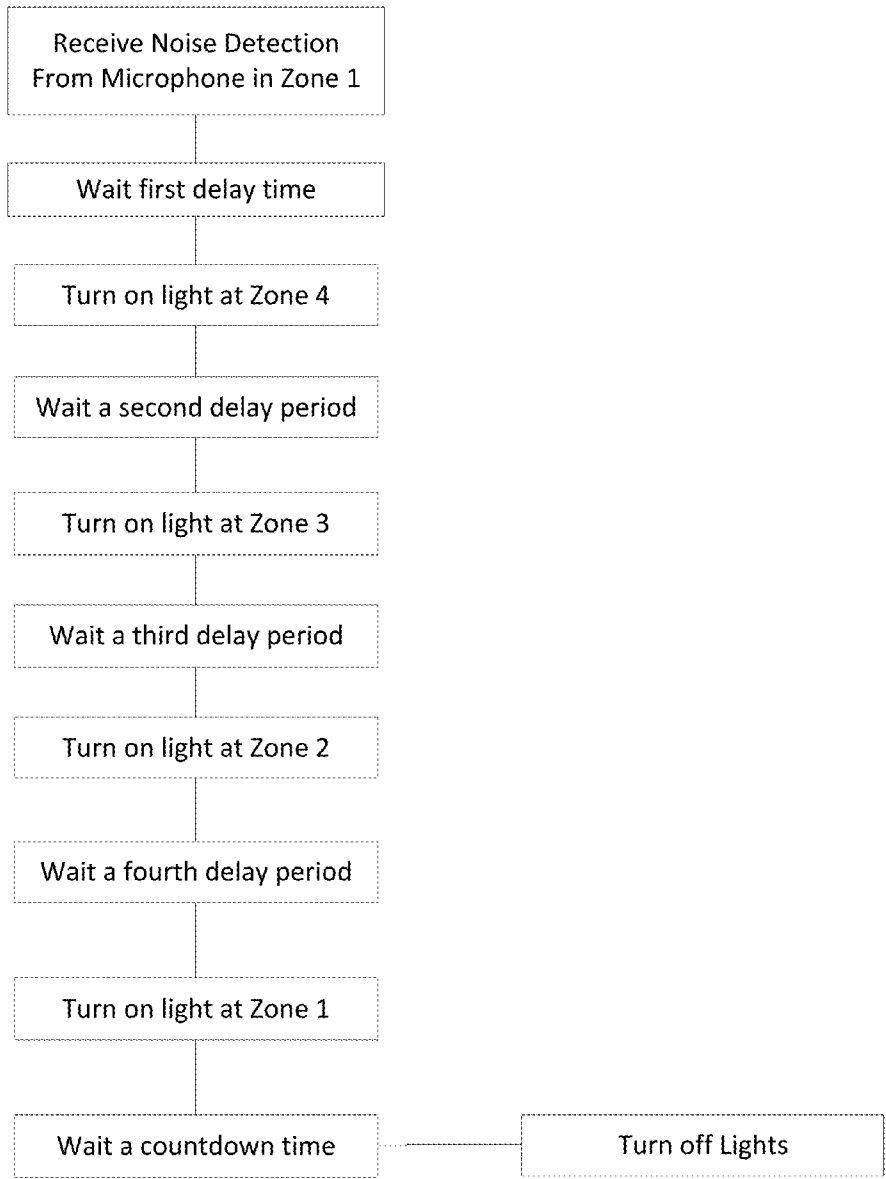 Receive Noise Detection
From Microphone in Zone 1
Wait first delay time
Turn on light at Zone 4
Wait a second delay period
Turn on light at Zone 3
Wait a third delay period
Turn on light at Zone 2
Wait a fourth delay period
Turn on light at Zone 1
Wait a countdown time
Turn off Lights